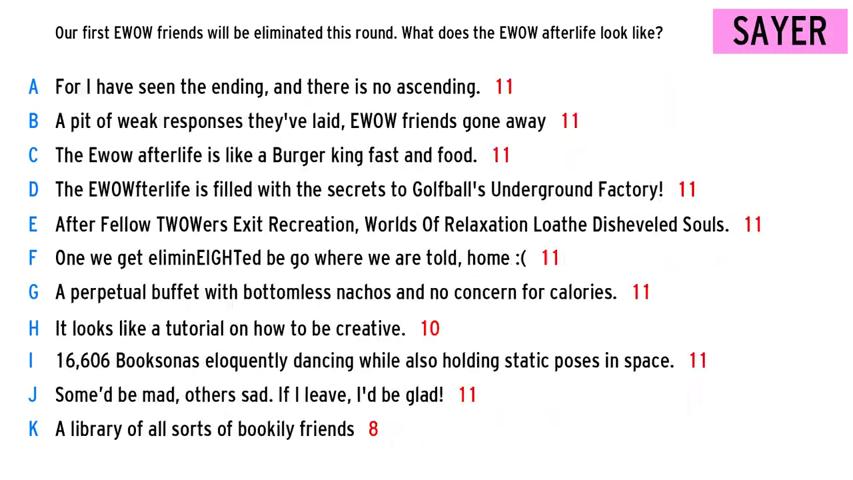 Our first EWOW friends will be eliminated this round. What does the EWOW afterlife look like?
SAYER
A For I have seen the ending, and there is no ascending. 11
B A pit of weak responses they've laid, EWOW friends gone away 11
C The Ewow afterlife is like a Burger king fast and food. 11
D The EWOWfterlife is filled with the secrets to Golfball's Underground Factory! 11
E After Fellow TWOWers Exit Recreation, Worlds Of Relaxation Loathe Disheveled Souls. 11
F One we get eliminEIGHTed be go where we are told, home :( 11
G A perpetual buffet with bottomless nachos and no concern for calories. 11
H It looks like a tutorial on how to be creative. 10
I 16,606 Booksonas eloquently dancing while also holding static poses in space. 11
J Some’d be mad, others sad. If I leave, I'd be glad! 11
K A library of all sorts of bookily friends 8